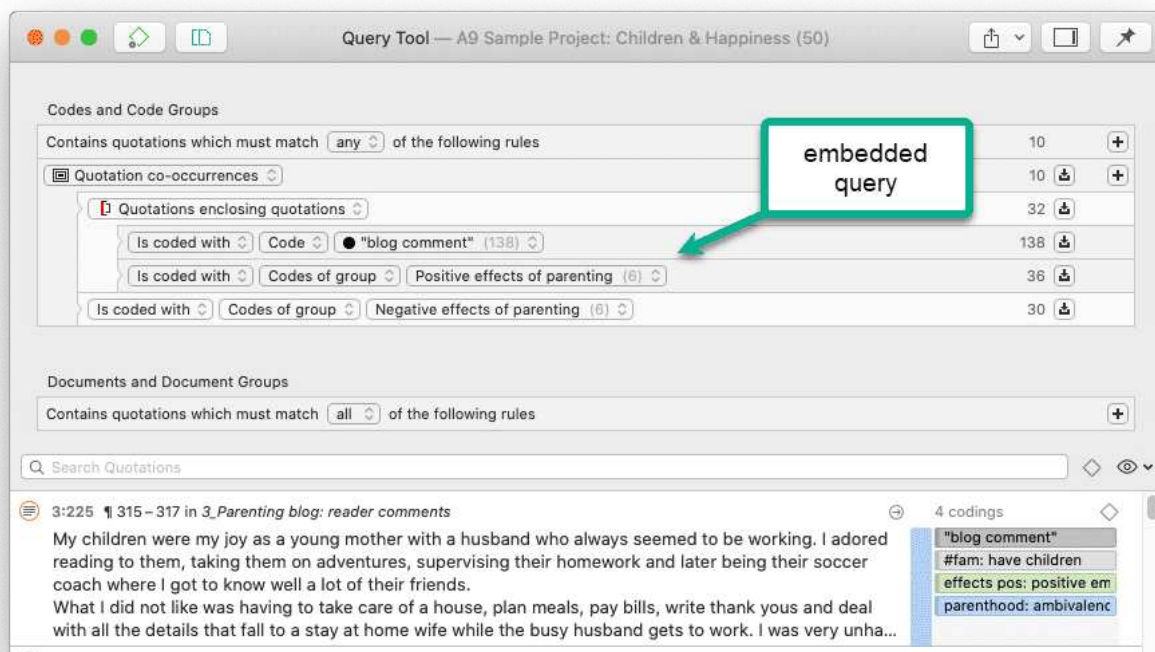 Query Tool — A9 Sample Project: Children & Happiness (50)
Codes and Code Groups
Contains quotations which must match any of the following rules 10
Quotation co-occurrences 10
Quotations enclosing quotations 32
Is coded with Code "blog comment" (138) 138
Is coded with Codes of group Positive effects of parenting (6) 36
Is coded with Codes of group Negative effects of parenting (6) 30
embedded
query
Documents and Document Groups
Contains quotations which must match all of the following rules
Search Quotations
3:225 ¶ 315 – 317 in 3_Parenting blog: reader comments
My children were my joy as a young mother with a husband who always seemed to be working. I adored
reading to them, taking them on adventures, supervising their homework and later being their soccer
coach where I got to know well a lot of their friends.
What I did not like was having to take care of a house, plan meals, pay bills, write thank yous and deal
with all the details that fall to a stay at home wife while the busy husband gets to work. I was very unha...
4 codings
"blog comment"
#fam: have children
effects pos: positive em
parenthood: ambivalenc